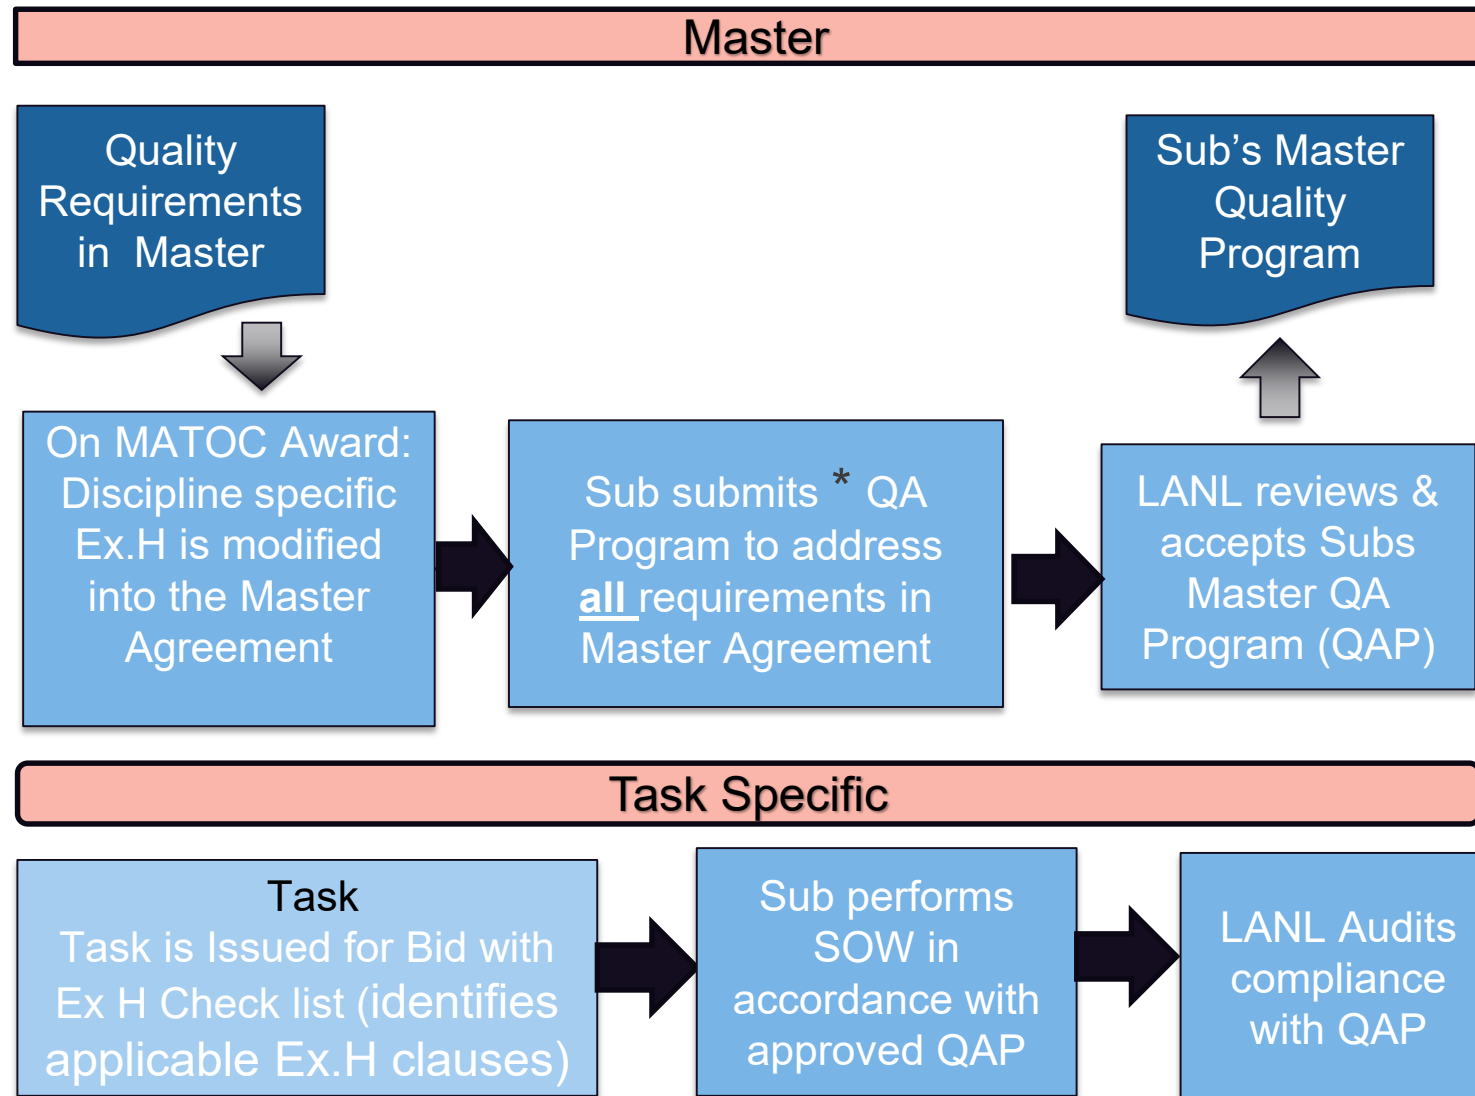 Master
Quality
Requirements
in Master
Sub’s Master
Quality
Program
On MATOC Award:
Discipline specific
Ex.H is modified
into the Master
Agreement
Sub submits * QA
Program to address
all requirements in
Master Agreement
LANL reviews &
accepts Subs
Master QA
Program (QAP)
Task Specific
Task
Task is Issued for Bid with
Ex H Check list (identifies
applicable Ex.H clauses)
Sub performs
SOW in
accordance with
approved QAP
LANL Audits
compliance
with QAP